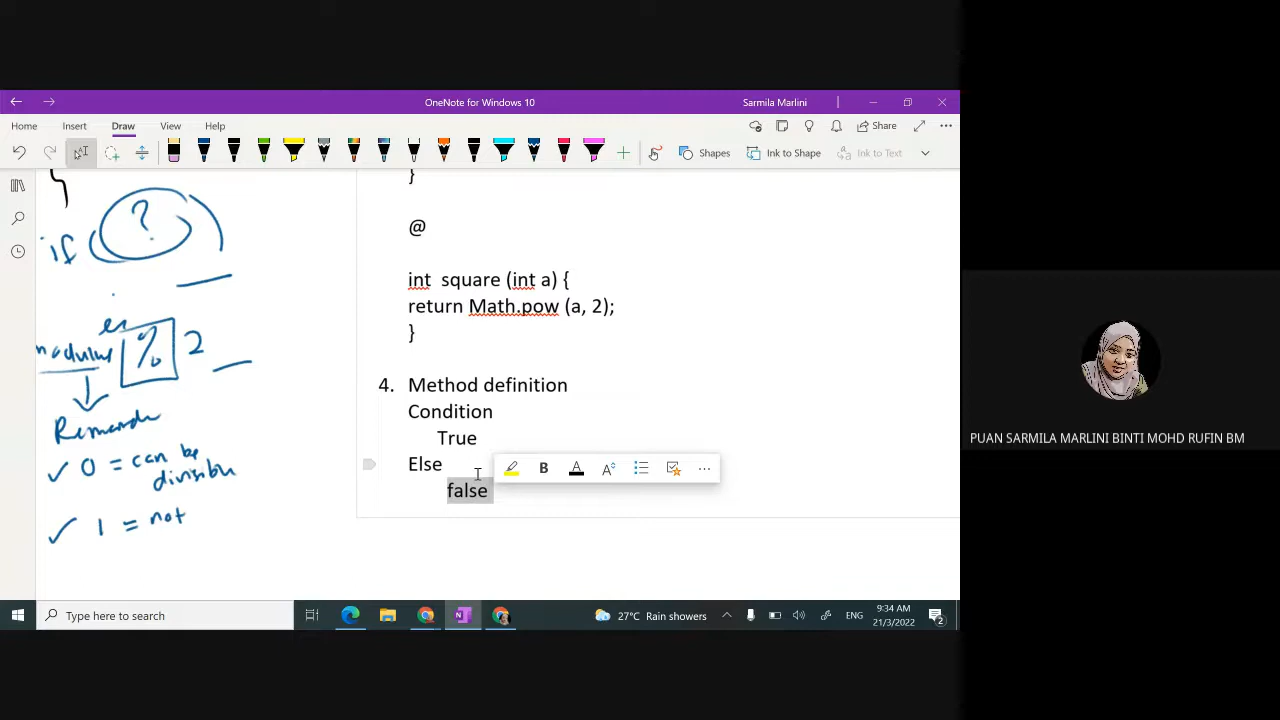 OneNote for Windows 10
Sarmila Marlini
Home Insert Draw View Help
Share
Shapes Ink to Shape Ink to Text
if ( ? )
modulus % 2
0 = can be
1 = not
}
@
int square (int a) {
return Math.pow (a, 2);
}
4. Method definition
Condition
True
Else
false
B A A
PUAN SARMILA MARLINI BINTI MOHD RUFIN BM
Type here to search
27°C Rain showers
ENG
9:34 AM
21/3/2022
2